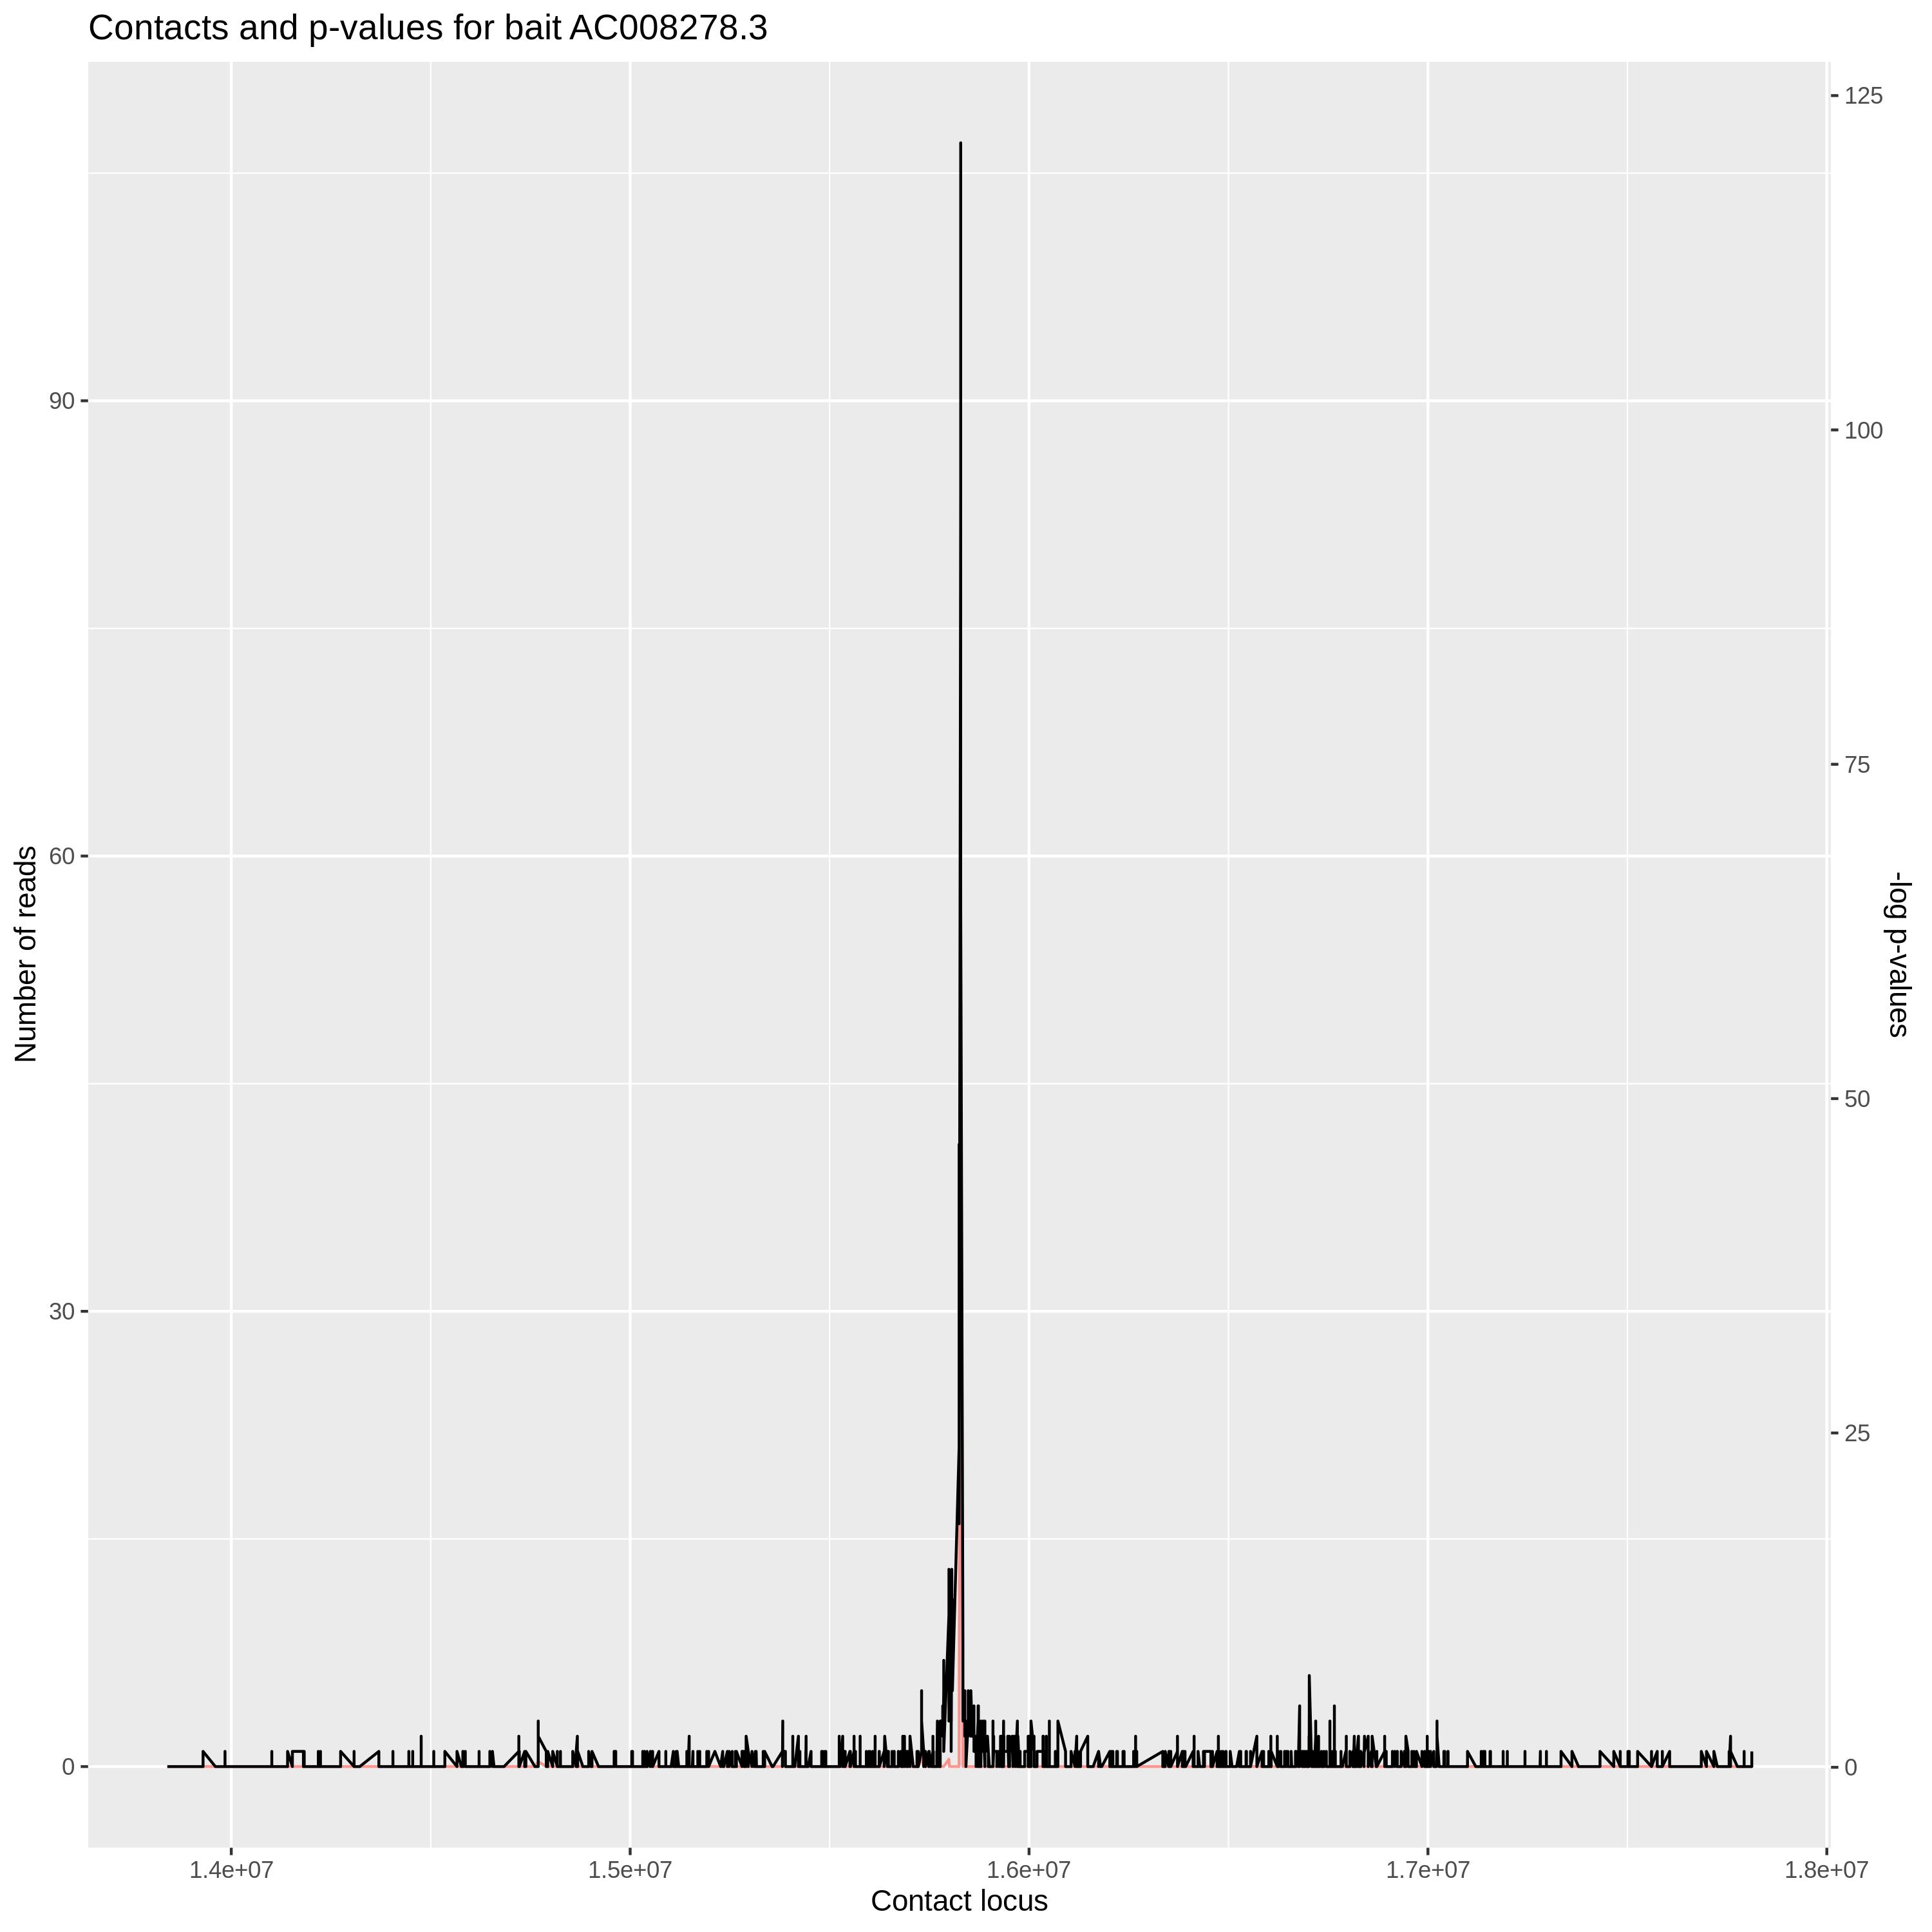 Contacts and p-values for bait AC008278.3
125
100
75
50
25
0
90
60
30
0
Number of reads
-log p-values
1.4e+07 1.5e+07 1.6e+07 1.7e+07 1.8e+07
Contact locus